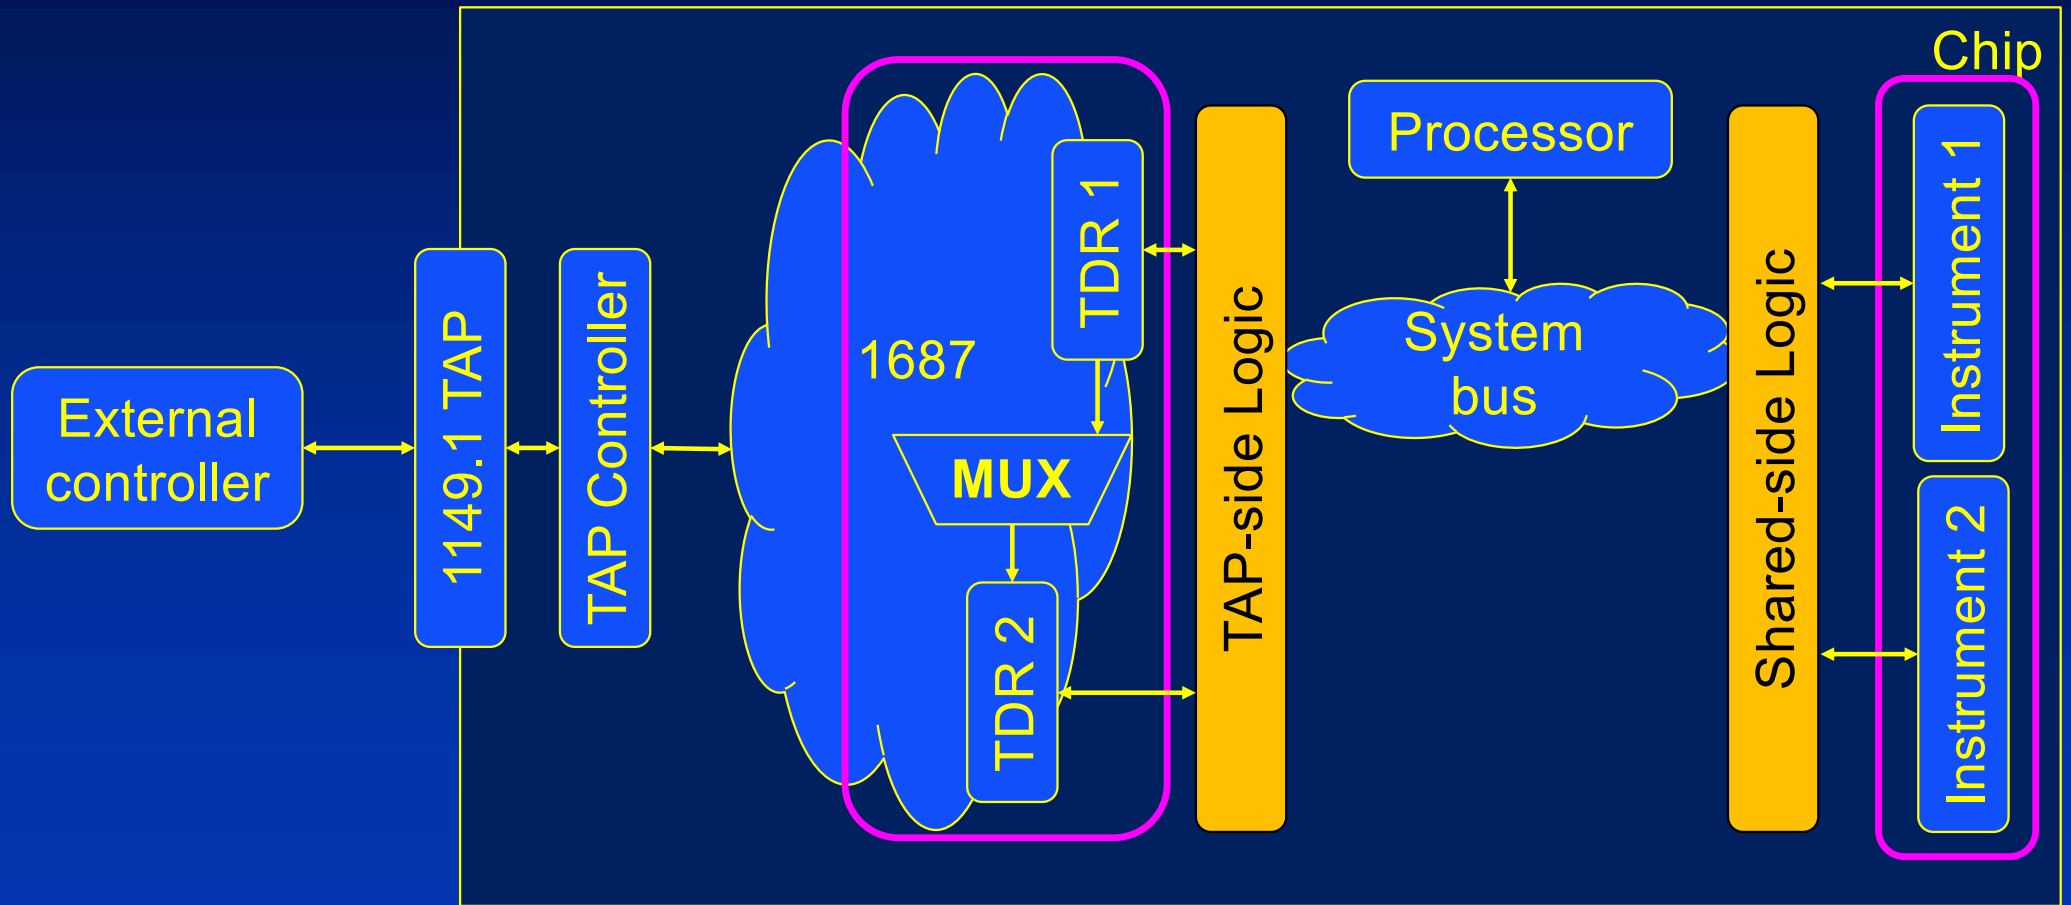 Chip
External
controller
1149.1 TAP
TAP Controller
1687
TDR 1
MUX
TDR 2
TAP-side Logic
Processor
System
bus
Shared-side Logic
Instrument 1
Instrument 2